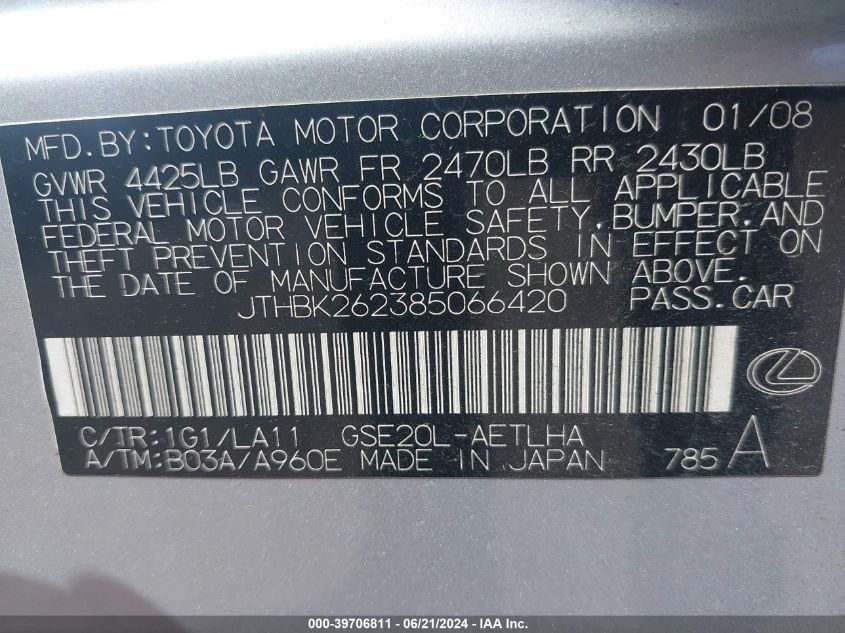 MFD.BY:TOYOTA MOTOR CORPORATION 01/08
GVWR 4425LB GAWR FR 2470LB RR 2430LB
THIS VEHICLE CONFORMS TO ALL APPLICABLE
FEDERAL MOTOR VEHICLE SAFETY,BUMPER,AND
THEFT PREVENTION STANDARDS IN EFFECT ON
THE DATE OF MANUFACTURE SHOWN ABOVE.
JTHBK262385066420 PASS.CAR
C/TR:1G1/LA11 GSE20L-AETLHA
A/TM:B03A/A960E MADE IN JAPAN 785 A
000-39706811 - 06/21/2024 - IAA Inc.